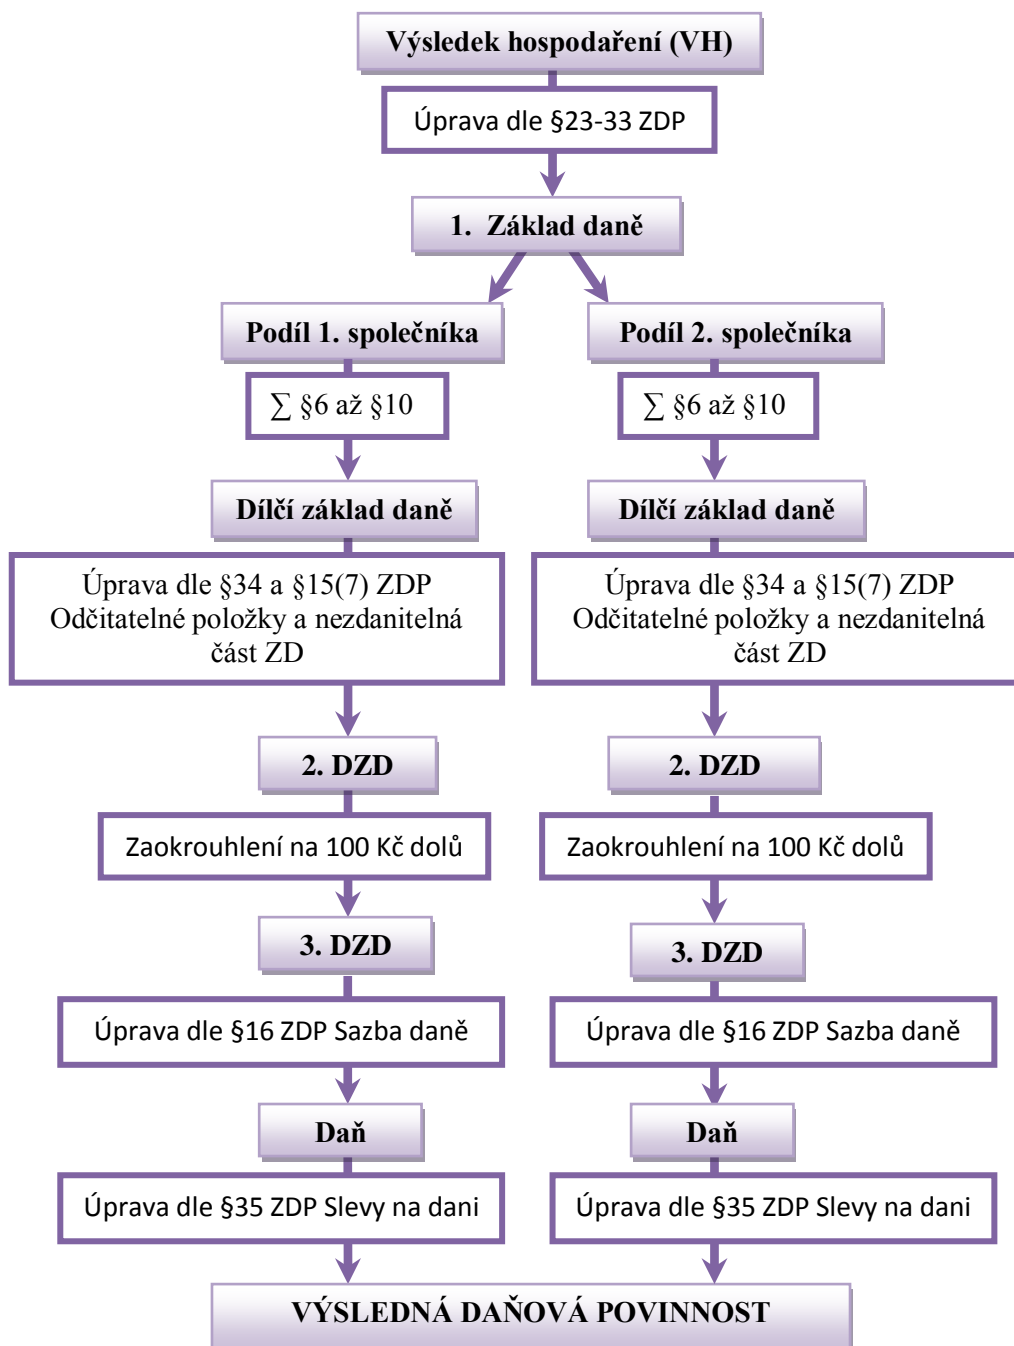 Výsledek hospodaření (VH)
Úprava dle §23-33 ZDP
1. Základ daně
Podíl 1. společníka
Podíl 2. společníka
∑ §6 až §10
∑ §6 až §10
Dílčí základ daně
Dílčí základ daně
Úprava dle §34 a §15(7) ZDP
Odčitatelné položky a nezdanitelná
část ZD
Úprava dle §34 a §15(7) ZDP
Odčitatelné položky a nezdanitelná
část ZD
2. DZD
2. DZD
Zaokrouhlení na 100 Kč dolů
Zaokrouhlení na 100 Kč dolů
3. DZD
3. DZD
Úprava dle §16 ZDP Sazba daně
Úprava dle §16 ZDP Sazba daně
Daň
Daň
Úprava dle §35 ZDP Slevy na dani
Úprava dle §35 ZDP Slevy na dani
VÝSLEDNÁ DAŇOVÁ POVINNOST